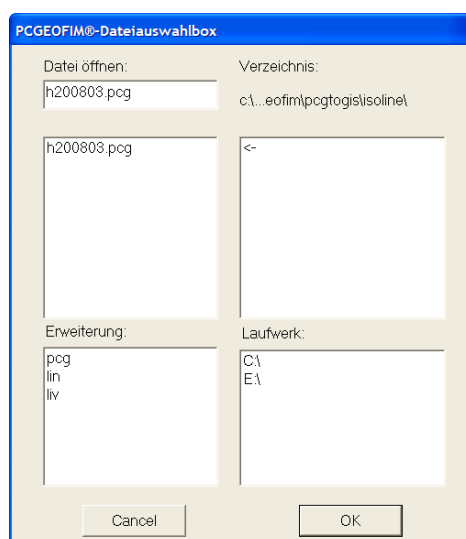 PCGEOFIM®-Dateiauswahlbox
Datei öffnen:
h200803.pcg
Verzeichnis:
c:\...eofim\pcgtogis\isoline\
h200803.pcg
<-
Erweiterung:
pcg
lin
liv
Laufwerk:
C:\
E:\
Cancel
OK